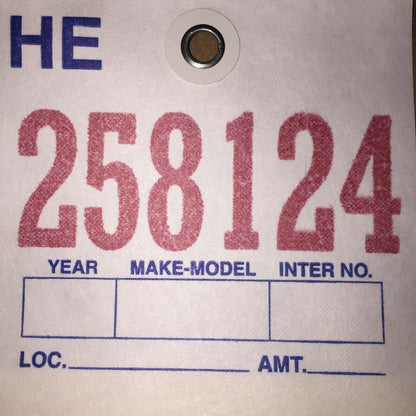 HE
258124
YEAR MAKE-MODEL INTER NO.
LOC. AMT.